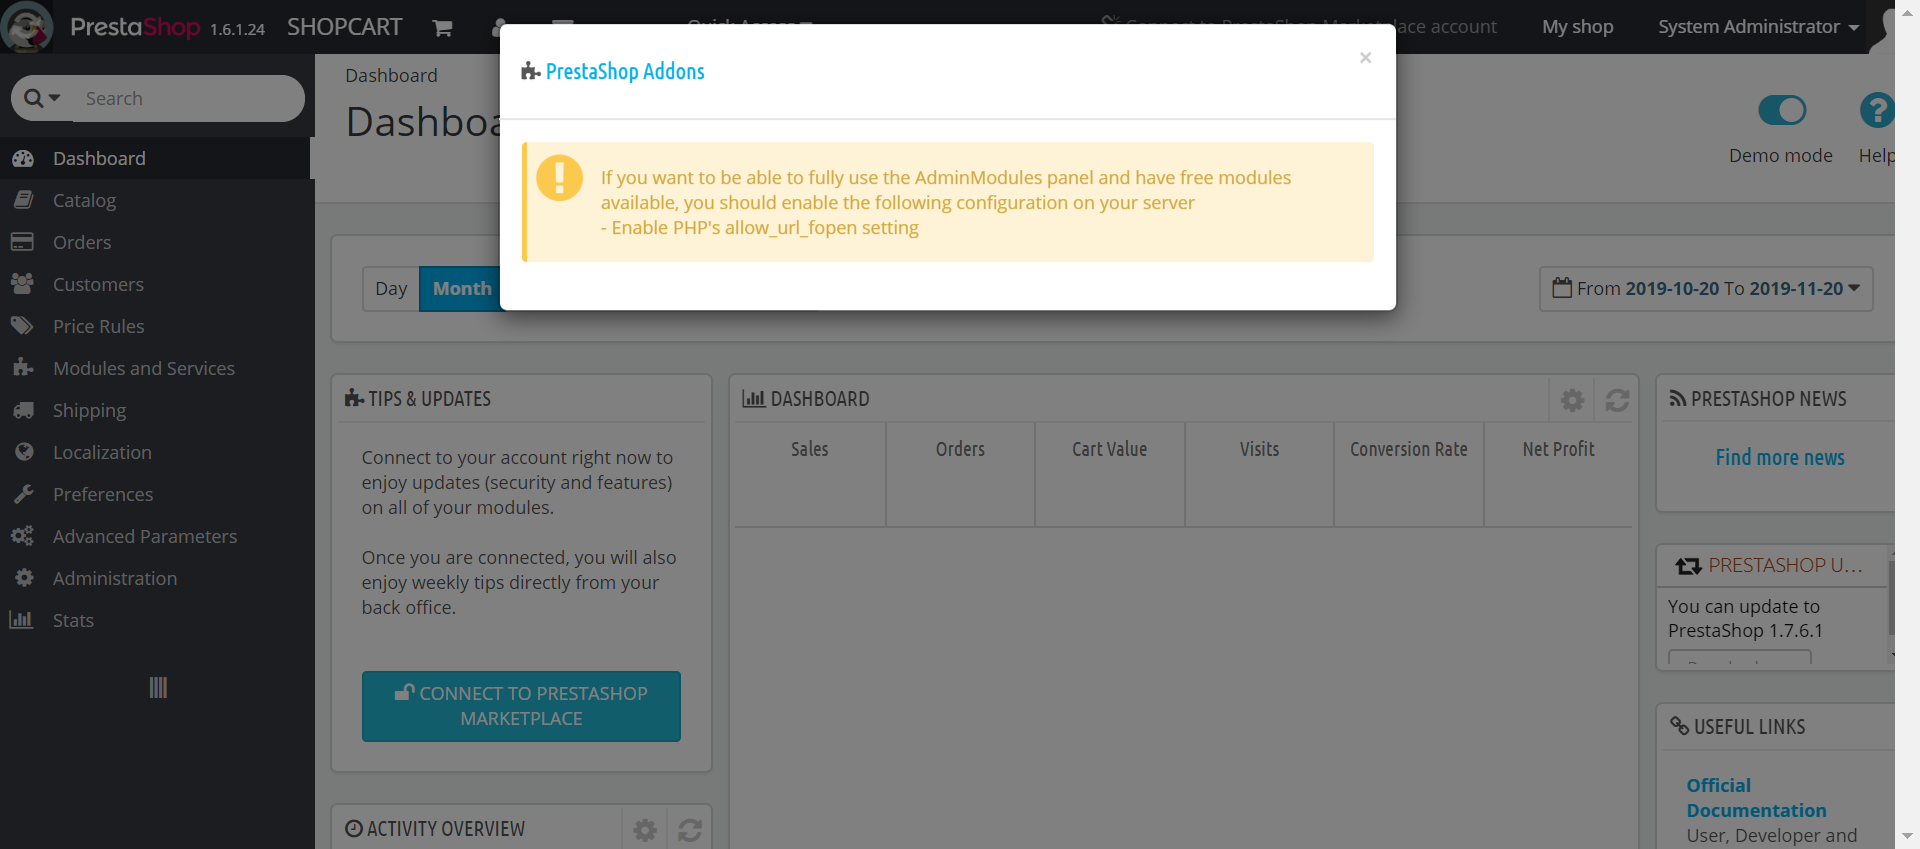 PrestaShop 1.6.1.24 SHOPCART
Quick Access
Connect to PrestaShop Marketplace account
My shop
System Administrator
Search
Dashboard
Catalog
Orders
Customers
Price Rules
Modules and Services
Shipping
Localization
Preferences
Advanced Parameters
Administration
Stats
Dashboard
Dashboa
Demo mode
Help
PrestaShop Addons
×
If you want to be able to fully use the AdminModules panel and have free modules
available, you should enable the following configuration on your server
- Enable PHP's allow_url_fopen setting
Day
Month
From 2019-10-20 To 2019-11-20
TIPS & UPDATES
Connect to your account right now to
enjoy updates (security and features)
on all of your modules.
Once you are connected, you will also
enjoy weekly tips directly from your
back office.
CONNECT TO PRESTASHOP
MARKETPLACE
ACTIVITY OVERVIEW
DASHBOARD
Sales
Orders
Cart Value
Visits
Conversion Rate
Net Profit
PRESTASHOP NEWS
Find more news
PRESTASHOP U...
You can update to
PrestaShop 1.7.6.1
USEFUL LINKS
Official
Documentation
User, Developer and